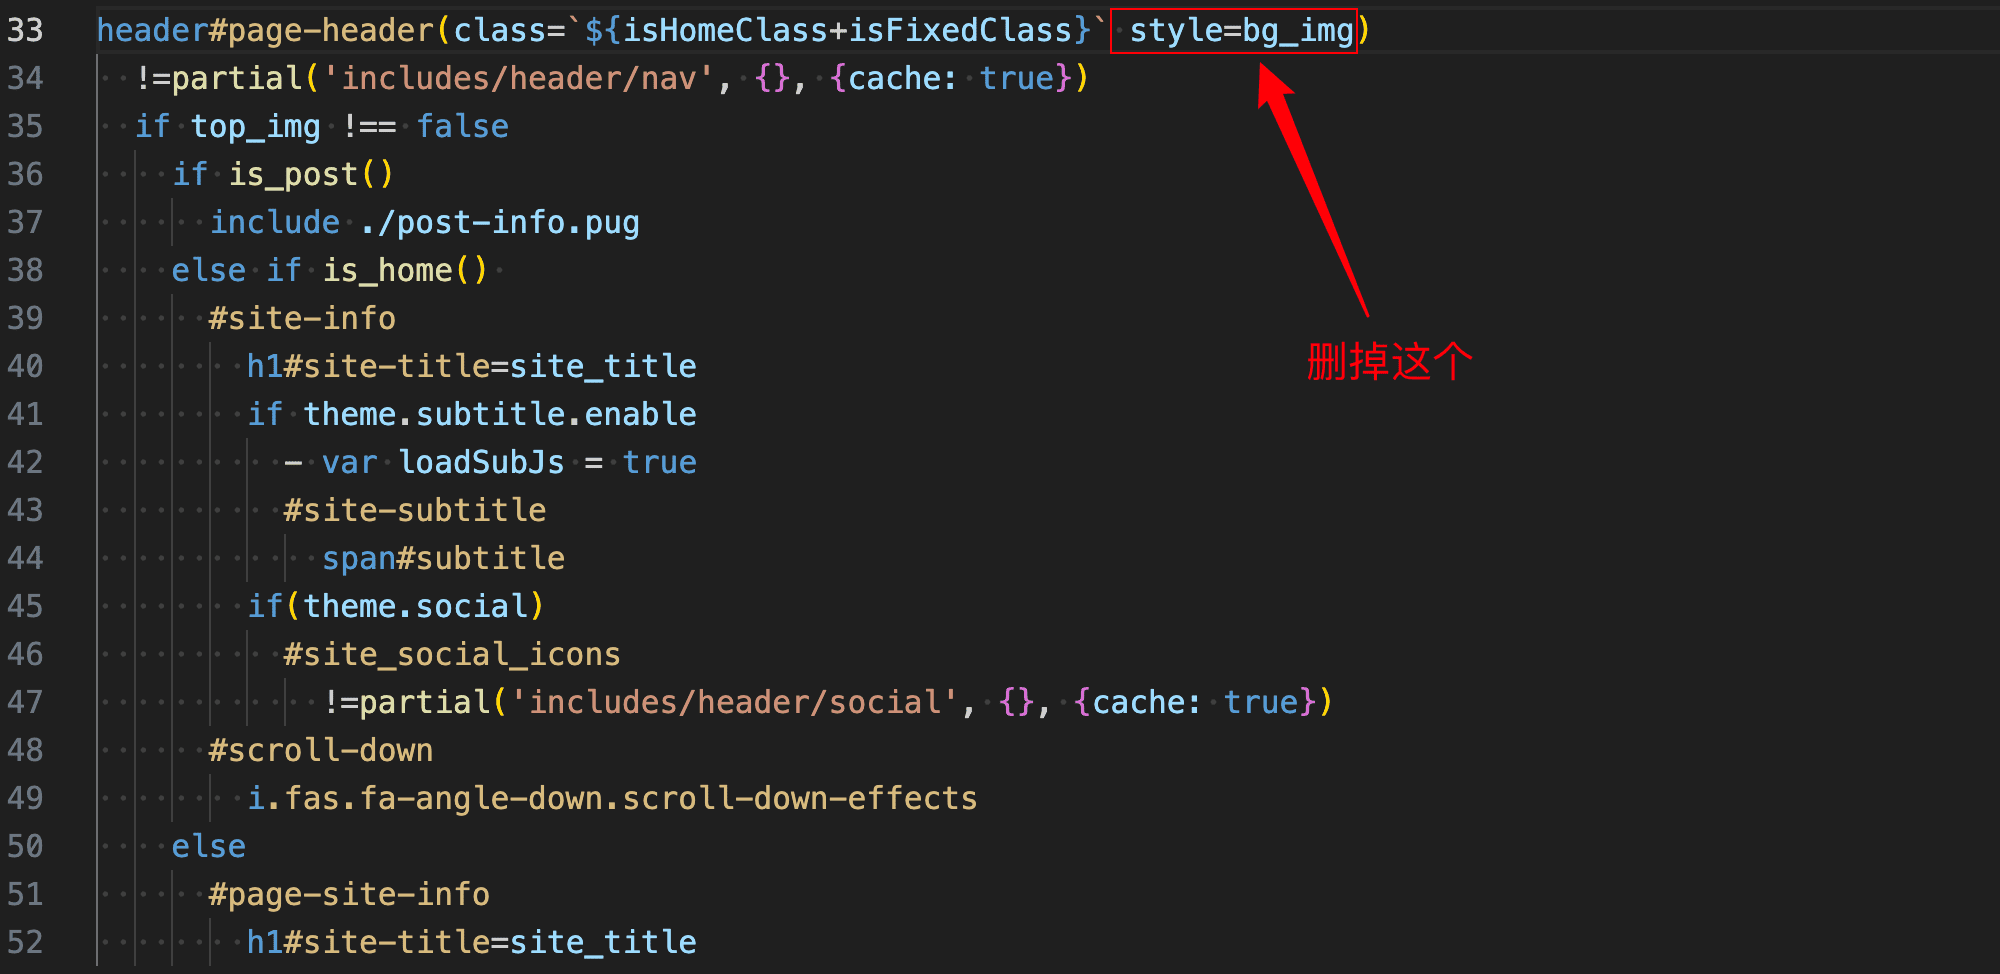 33 header#page-header(class=`${isHomeClass+isFixedClass}` style=bg_img)
34 !=partial('includes/header/nav', {}, {cache: true})
35 if top_img !== false
36 if is_post()
37 include ./post-info.pug
38 else if is_home()
39 #site-info
40 h1#site-title=site_title
41 if theme.subtitle.enable
42 - var loadSubJs = true
43 #site-subtitle
44 span#subtitle
45 if(theme.social)
46 #site_social_icons
47 !=partial('includes/header/social', {}, {cache: true})
48 #scroll-down
49 i.fas.fa-angle-down.scroll-down-effects
50 else
51 #page-site-info
52 h1#site-title=site_title
删掉这个